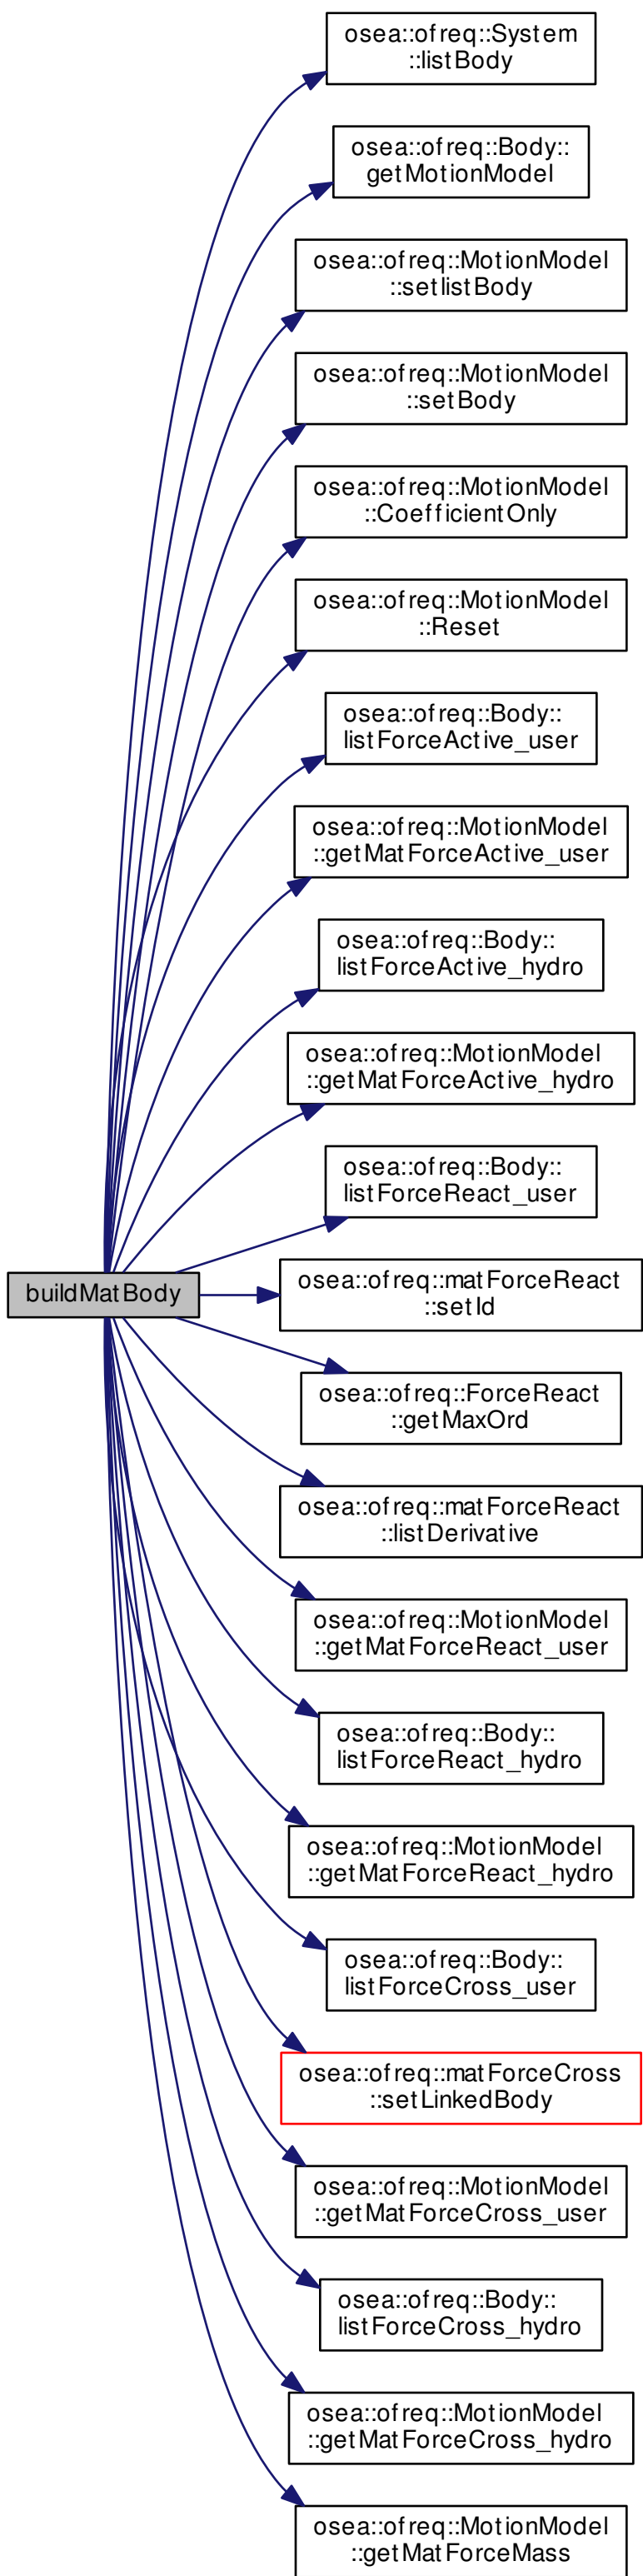 osea::ofreq::System
::listBody
osea::ofreq::Body::
getMotionModel
osea::ofreq::MotionModel
::setlistBody
osea::ofreq::MotionModel
::setBody
osea::ofreq::MotionModel
::CoefficientOnly
osea::ofreq::MotionModel
::Reset
osea::ofreq::Body::
listForceActive_user
osea::ofreq::MotionModel
::getMatForceActive_user
osea::ofreq::Body::
listForceActive_hydro
osea::ofreq::MotionModel
::getMatForceActive_hydro
osea::ofreq::Body::
listForceReact_user
buildMatBody
osea::ofreq::matForceReact
::setId
osea::ofreq::ForceReact
::getMaxOrd
osea::ofreq::matForceReact
::listDerivative
osea::ofreq::MotionModel
::getMatForceReact_user
osea::ofreq::Body::
listForceReact_hydro
osea::ofreq::MotionModel
::getMatForceReact_hydro
osea::ofreq::Body::
listForceCross_user
osea::ofreq::matForceCross
::setLinkedBody
osea::ofreq::MotionModel
::getMatForceCross_user
osea::ofreq::Body::
listForceCross_hydro
osea::ofreq::MotionModel
::getMatForceCross_hydro
osea::ofreq::MotionModel
::getMatForceMass